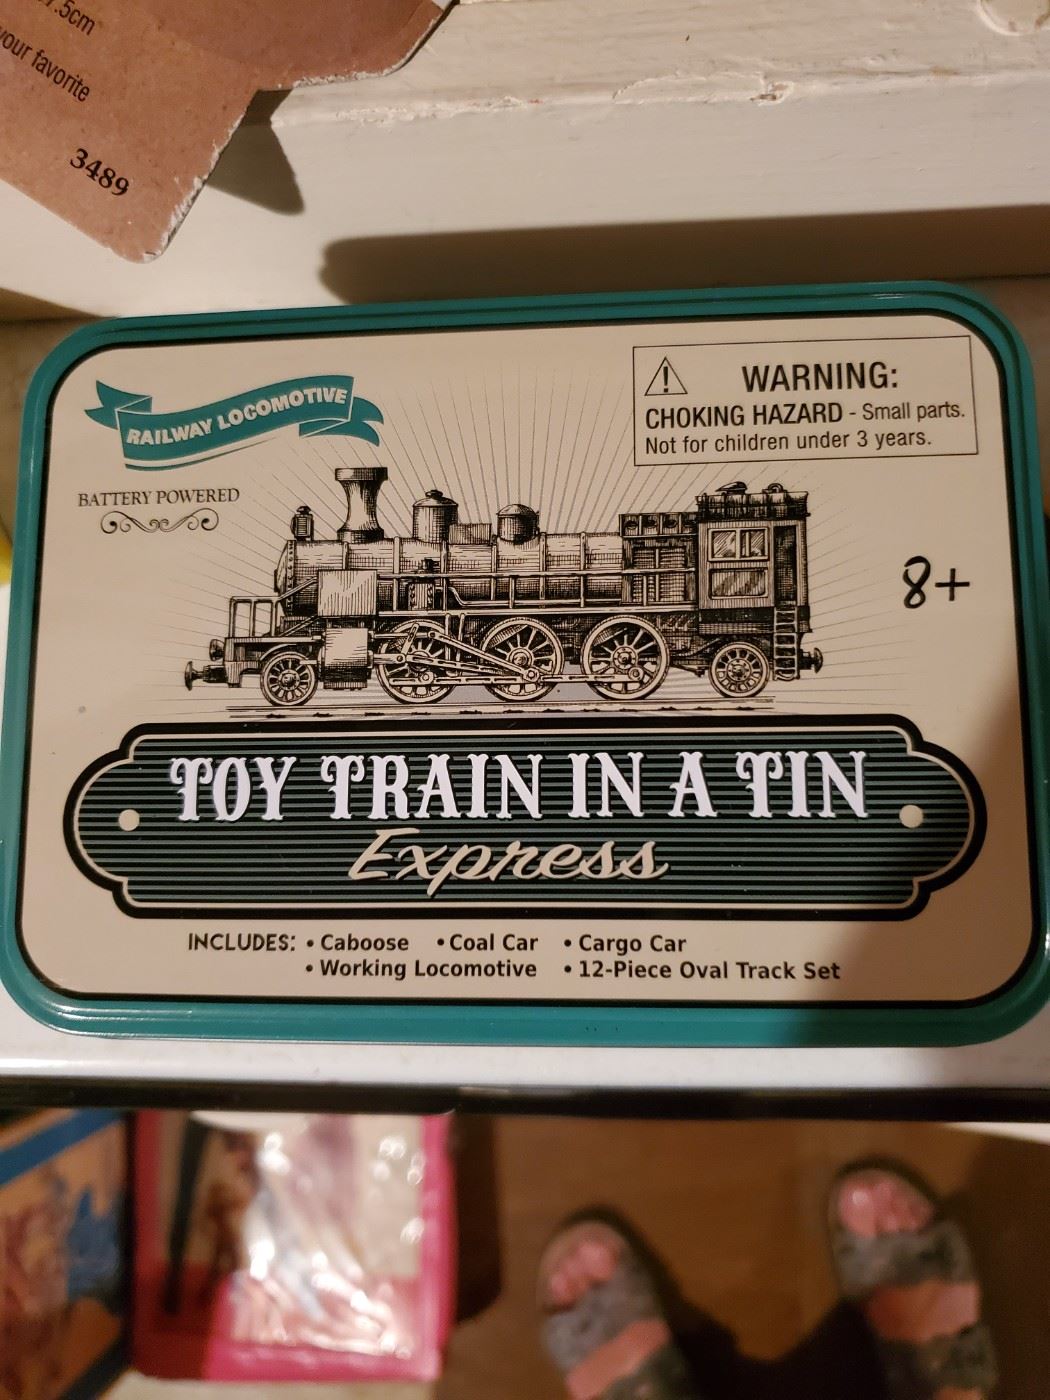 7.5cm
your favorite
3489
RAILWAY LOCOMOTIVE
BATTERY POWERED
WARNING:
CHOKING HAZARD - Small parts.
Not for children under 3 years.
8+
TOY TRAIN IN A TIN
Express
INCLUDES: • Caboose • Coal Car • Cargo Car
• Working Locomotive • 12-Piece Oval Track Set